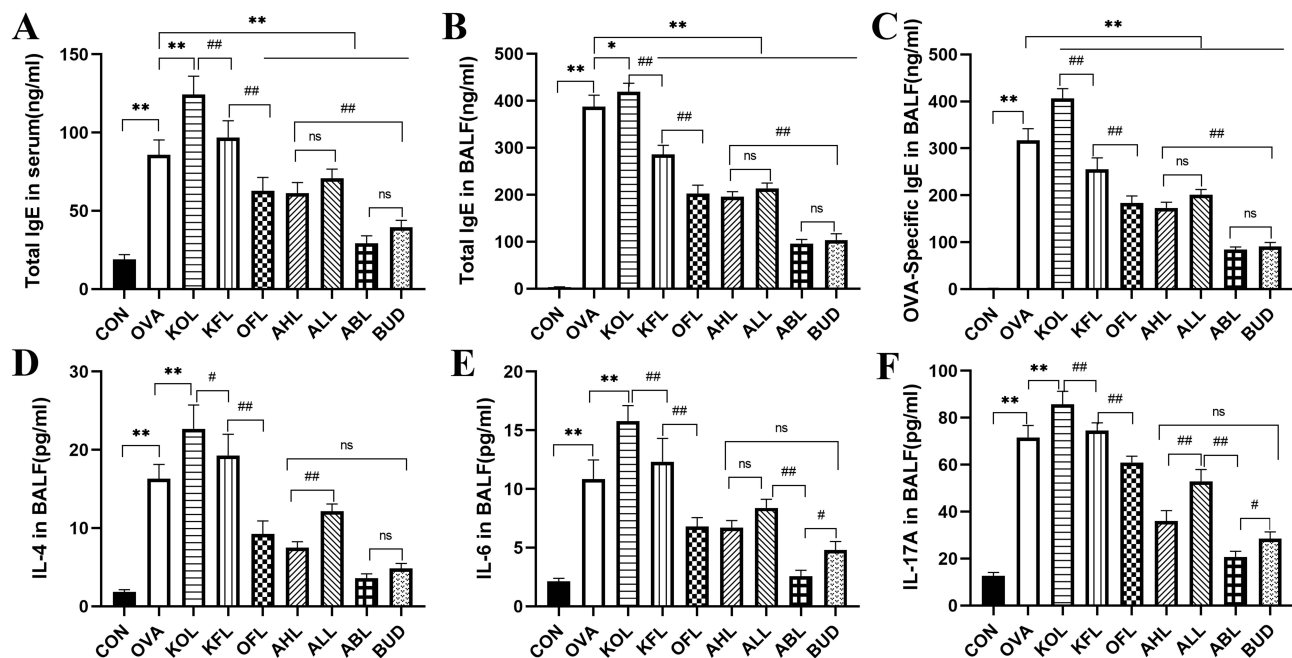 A
**
** ##
##
**
##
ns
ns
Total IgE in serum(ng/ml)
150
100
50
0
CON OVA KOL KFL OFL AHL ALL ABL BUD
B
**
*
##
**
##
##
ns
ns
Total IgE in BALF(ng/ml)
500
400
300
200
100
0
CON OVA KOL KFL OFL AHL ALL ABL BUD
C
**
##
**
##
##
ns
ns
OVA-Specific IgE in BALF(ng/ml)
500
400
300
200
100
0
CON OVA KOL KFL OFL AHL ALL ABL BUD
D
** #
##
**
ns
##
ns
IL-4 in BALF(pg/ml)
30
20
10
0
CON OVA KOL KFL OFL AHL ALL ABL BUD
E
** ##
##
**
ns
ns
##
#
IL-6 in BALF(pg/ml)
20
15
10
5
0
CON OVA KOL KFL OFL AHL ALL ABL BUD
F
** ##
**
##
ns
## ##
#
IL-17A in BALF(pg/ml)
100
80
60
40
20
0
CON OVA KOL KFL OFL AHL ALL ABL BUD